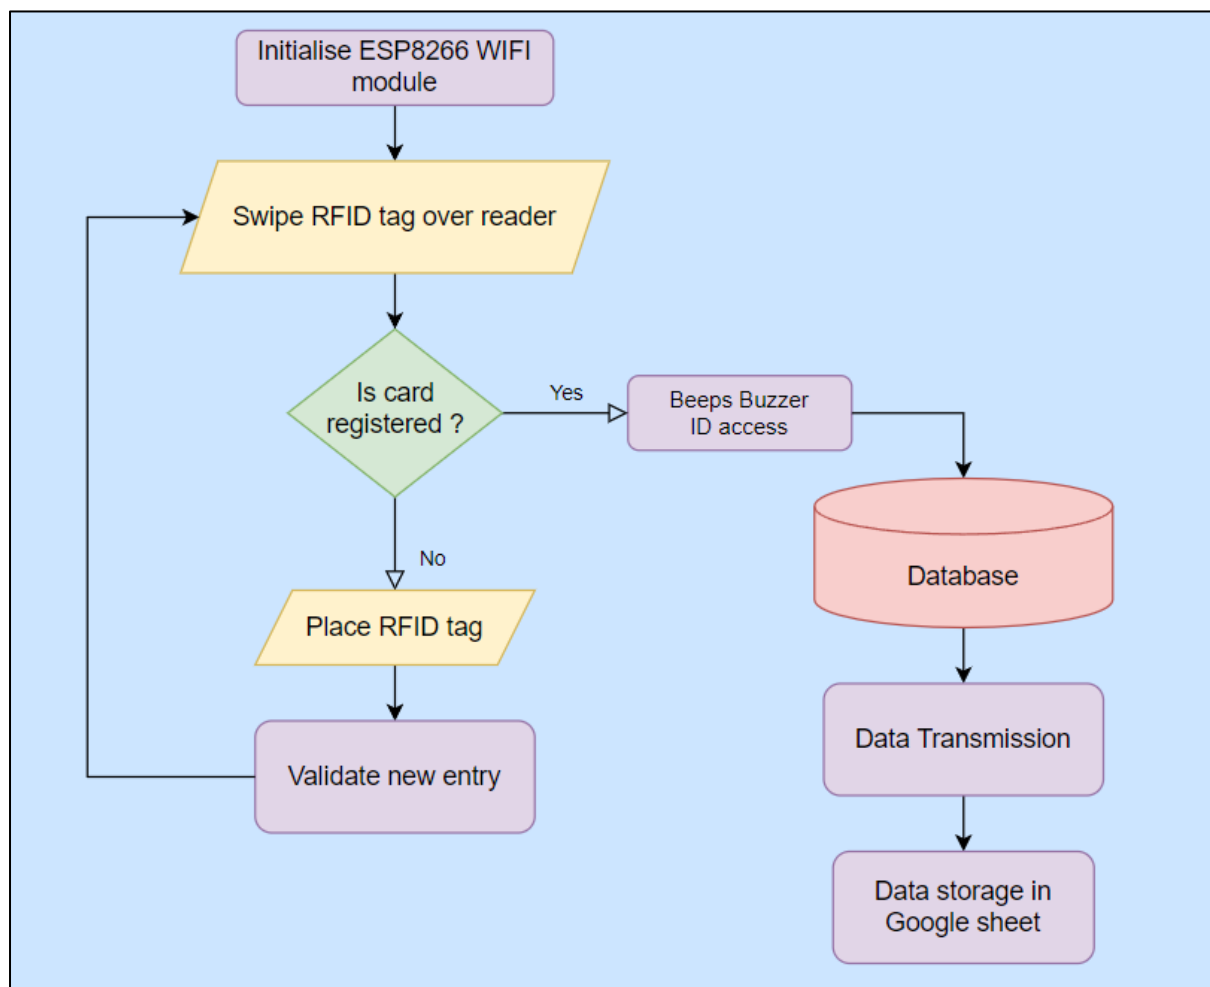 Initialise ESP8266 WIFI
module
Swipe RFID tag over reader
Is card
registered ?
Yes
Beeps Buzzer
ID access
No
Database
Place RFID tag
Data Transmission
Validate new entry
Data storage in
Google sheet